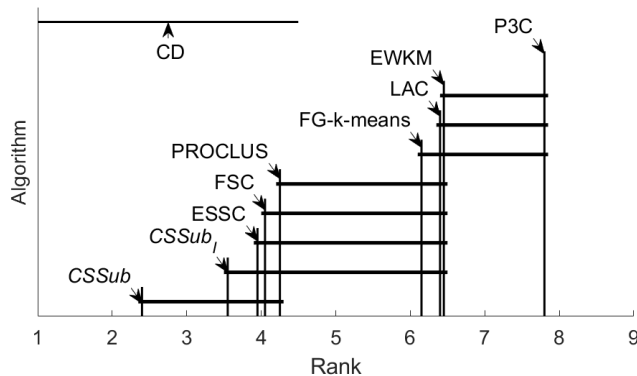 P3C
CD
EWKM
LAC
FG-k-means
PROCLUS
FSC
ESSC
CSSub_I
CSSub
Algorithm
1 2 3 4 5 6 7 8 9
Rank